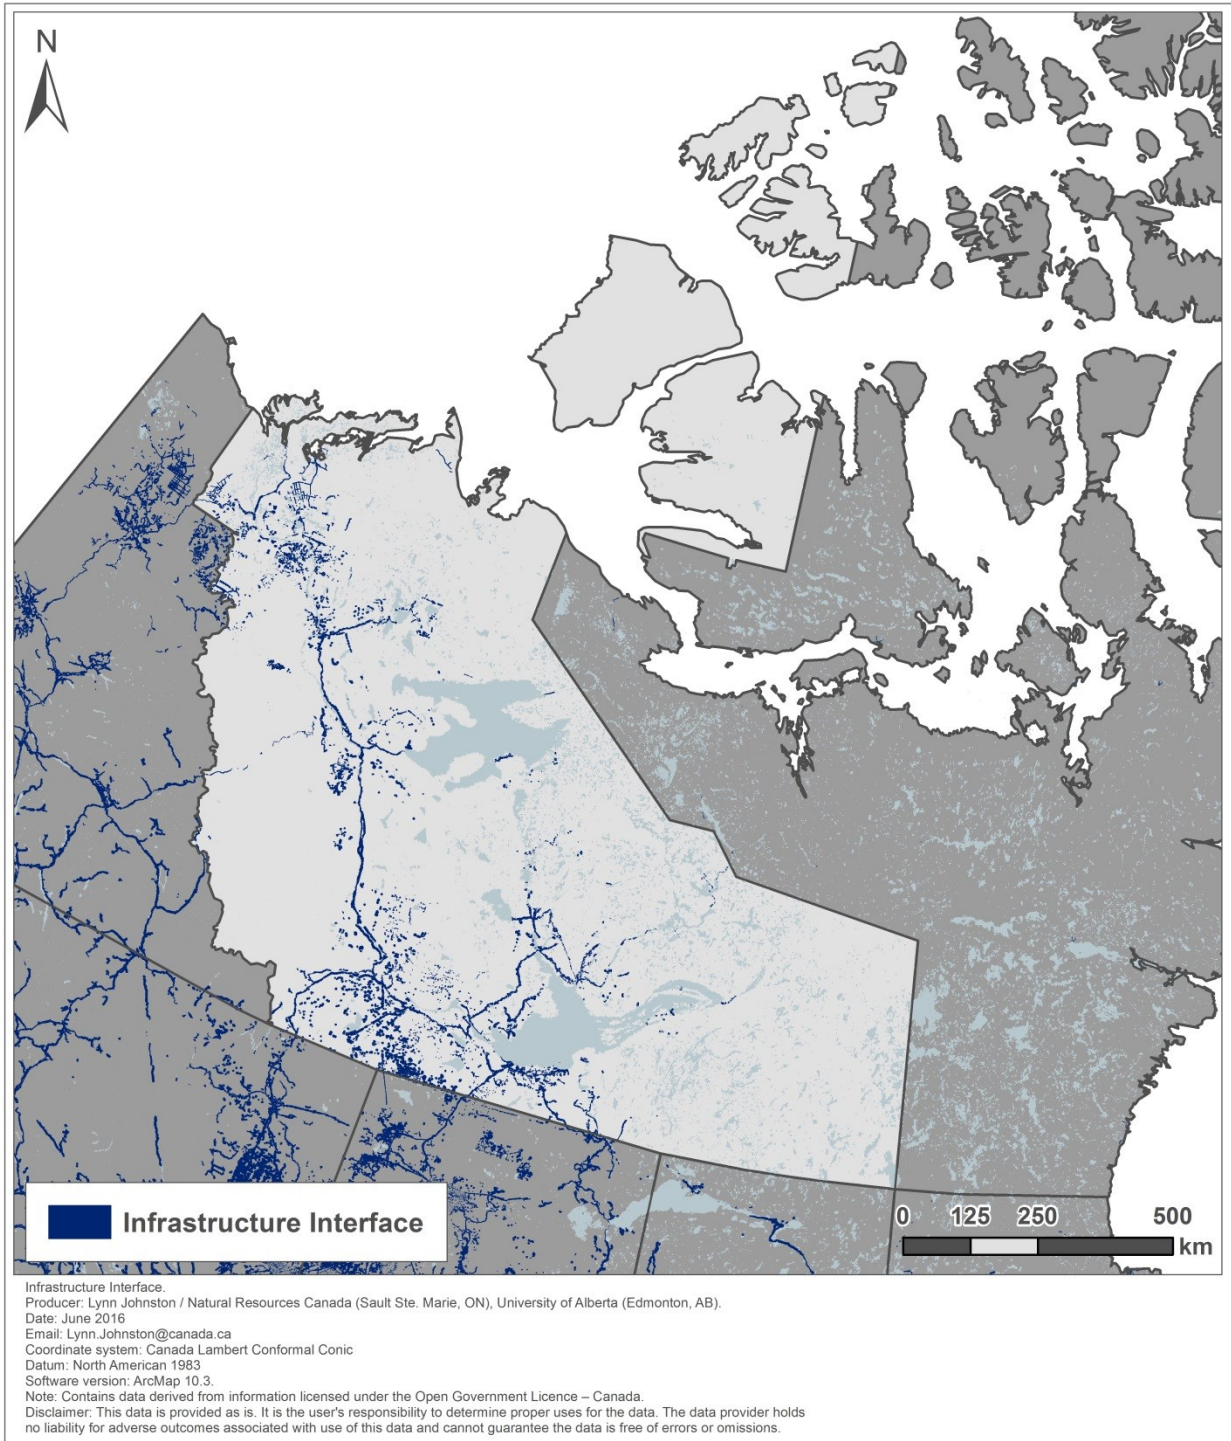 N
Infrastructure Interface
0 125 250 500
km
Infrastructure Interface.
Producer: Lynn Johnston / Natural Resources Canada (Sault Ste. Marie, ON), University of Alberta (Edmonton, AB).
Date: June 2016
Email: Lynn.Johnston@canada.ca
Coordinate system: Canada Lambert Conformal Conic
Datum: North American 1983
Software version: ArcMap 10.3.
Note: Contains data derived from information licensed under the Open Government Licence – Canada.
Disclaimer: This data is provided as is. It is the user's responsibility to determine proper uses for the data. The data provider holds
no liability for adverse outcomes associated with use of this data and cannot guarantee the data is free of errors or omissions.